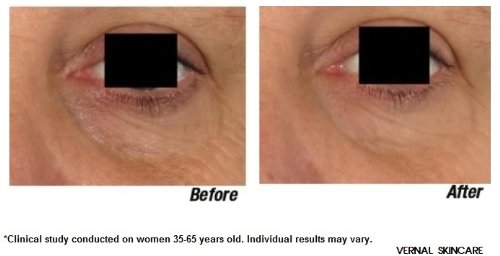 Before
After
*Clinical study conducted on women 35-65 years old. Individual results may vary.
VERNAL SKINCARE